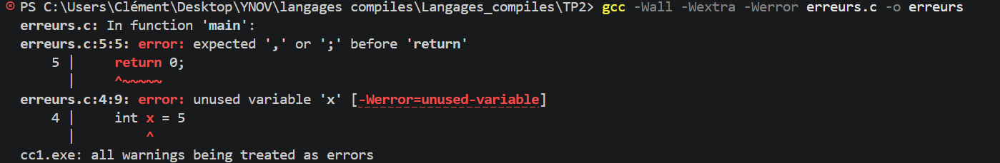 PS C:\Users\Clément\Desktop\YNOV\langages compiles\Langages_compiles\TP2> gcc -Wall -Wextra -Werror erreurs.c -o erreurs
erreurs.c: In function 'main':
erreurs.c:5:5: error: expected ',' or ';' before 'return'
    5 |     return 0;
      |     ^~~~~~
erreurs.c:4:9: error: unused variable 'x' [-Werror=unused-variable]
    4 |     int x = 5
      |         ^
cc1.exe: all warnings being treated as errors